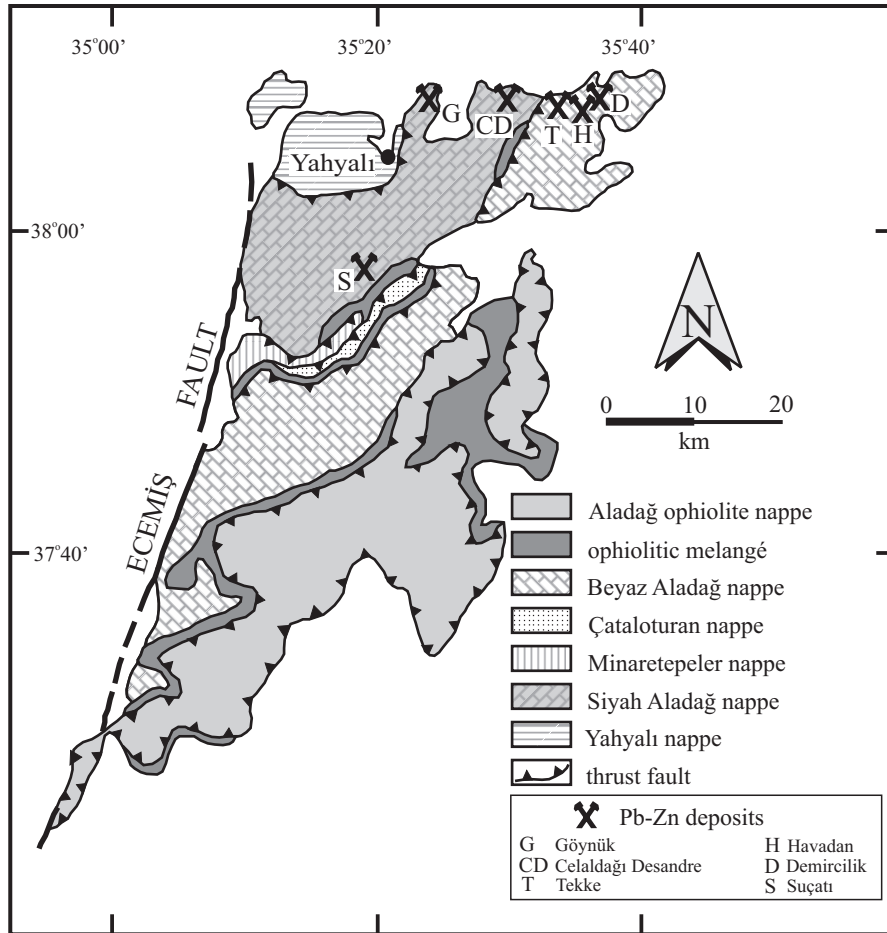 35°00’ 35°20’ 35°40’
G
CD
T H D
Yahyalı
38°00’
S
N
FAULT
0 10 20
km
ECEMİŞ
37°40’
Aladağ ophiolite nappe
ophiolitic melangé
Beyaz Aladağ nappe
Çataloturan nappe
Minaretepeler nappe
Siyah Aladağ nappe
Yahyalı nappe
thrust fault
Pb-Zn deposits
G Göynük H Havadan
CD Celaldağı Desandre D Demircilik
T Tekke S Suçatı